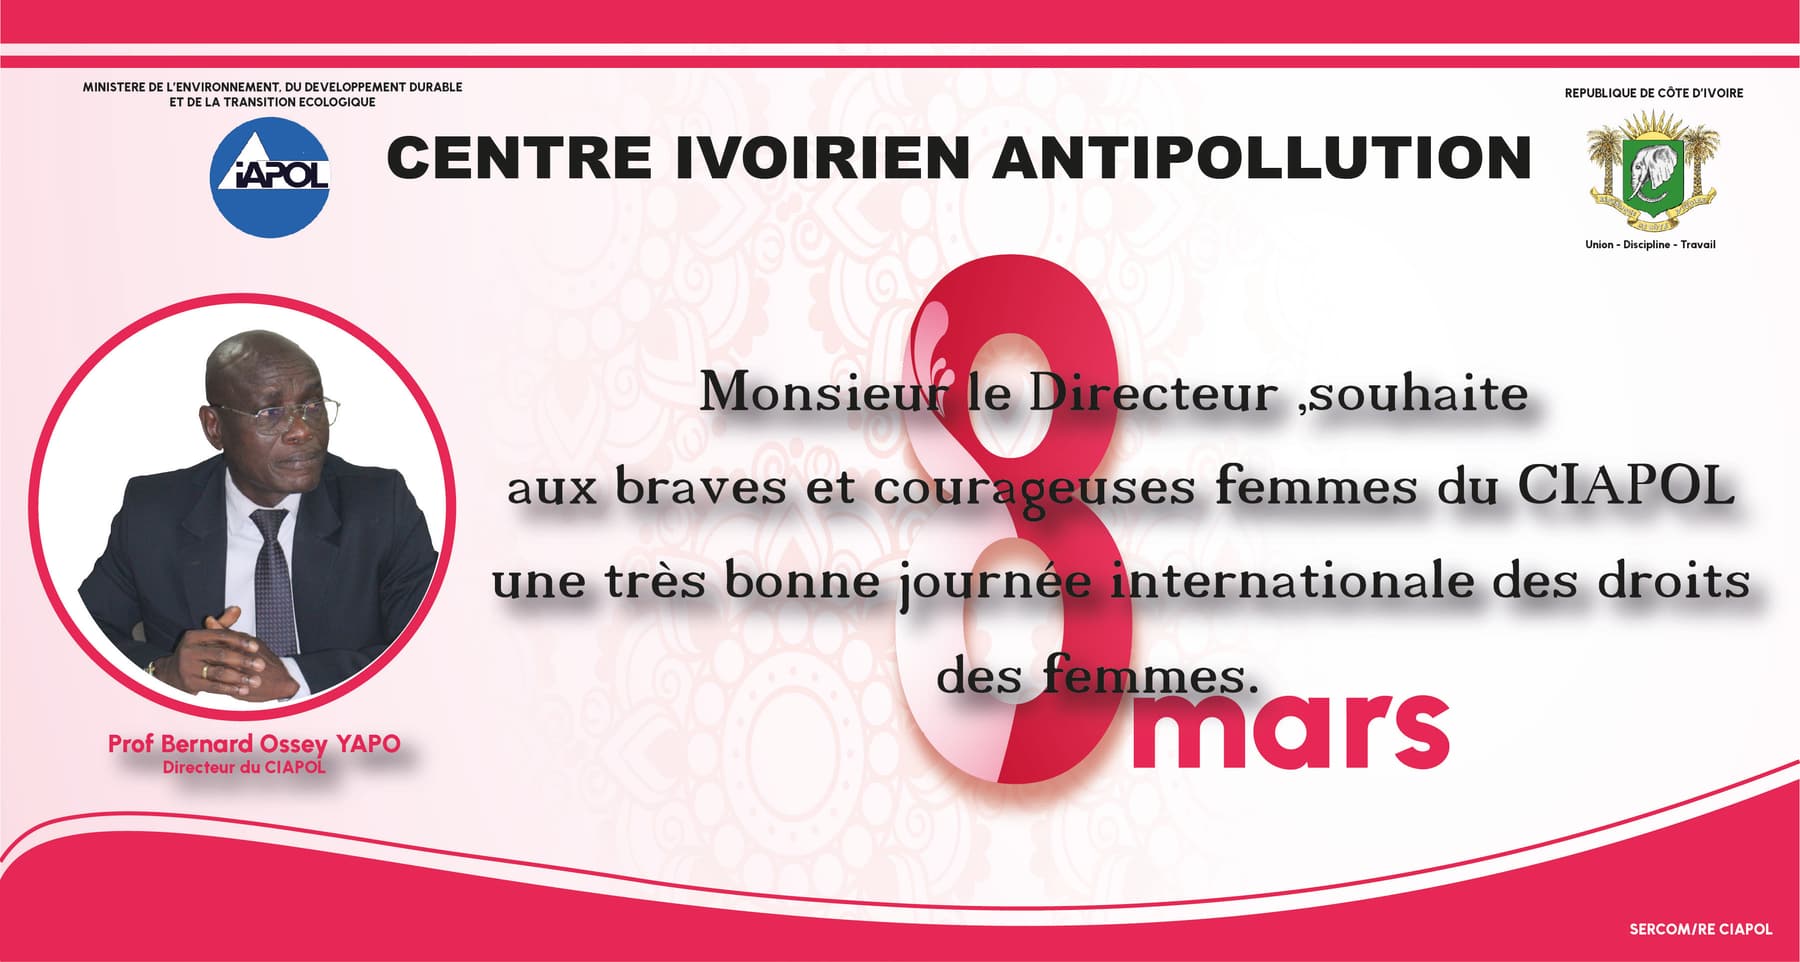 MINISTERE DE L'ENVIRONNEMENT, DU DEVELOPPEMENT DURABLE
ET DE LA TRANSITION ECOLOGIQUE
REPUBLIQUE DE CÔTE D'IVOIRE
iAPOL
CENTRE IVOIRIEN ANTIPOLLUTION
Union - Discipline - Travail
8
Monsieur le Directeur ,souhaite
aux braves et courageuses femmes du CIAPOL
une très bonne journée internationale des droits
des femmes.
mars
Prof Bernard Ossey YAPO
Directeur du CIAPOL
SERCOM/RE CIAPOL